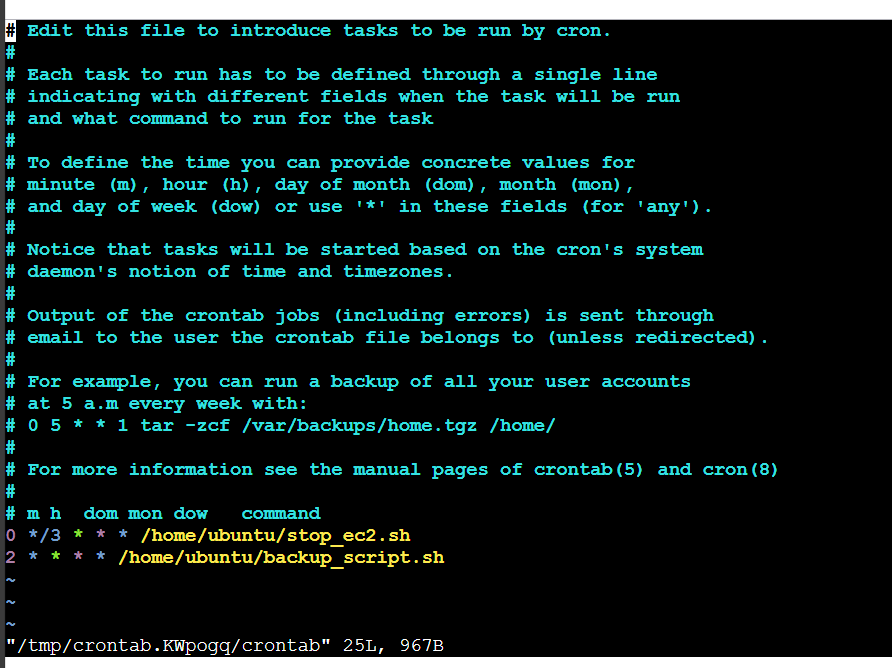 # Edit this file to introduce tasks to be run by cron.
#
# Each task to run has to be defined through a single line
# indicating with different fields when the task will be run
# and what command to run for the task
#
# To define the time you can provide concrete values for
# minute (m), hour (h), day of month (dom), month (mon),
# and day of week (dow) or use '*' in these fields (for 'any').
#
# Notice that tasks will be started based on the cron's system
# daemon's notion of time and timezones.
#
# Output of the crontab jobs (including errors) is sent through
# email to the user the crontab file belongs to (unless redirected).
#
# For example, you can run a backup of all your user accounts
# at 5 a.m every week with:
# 0 5 * * 1 tar -zcf /var/backups/home.tgz /home/
#
# For more information see the manual pages of crontab(5) and cron(8)
#
# m h  dom mon dow   command
0 */3 * * * /home/ubuntu/stop_ec2.sh
2 * * * * /home/ubuntu/backup_script.sh
~
~
~
"/tmp/crontab.KWpogq/crontab" 25L, 967B